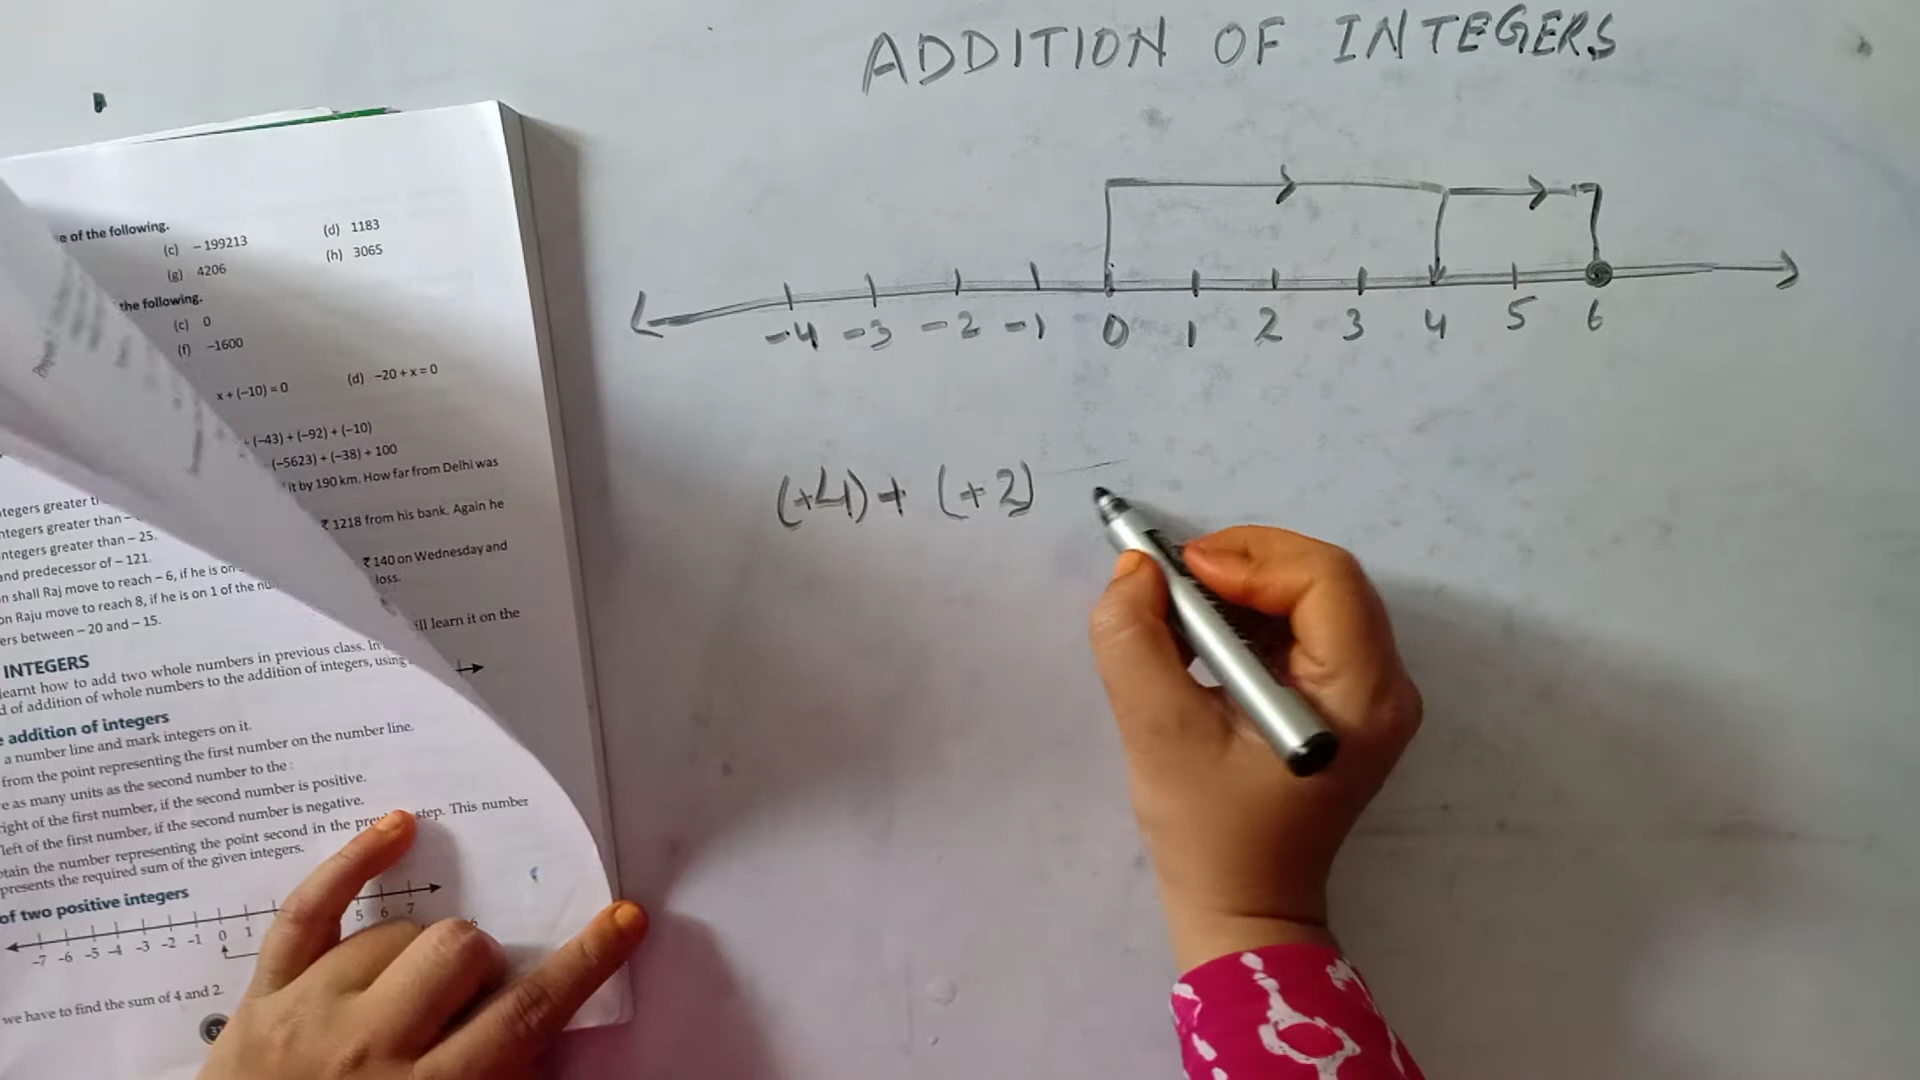 ADDITION OF INTEGERS
-4 -3 -2 -1 0 1 2 3 4 5 6
(+4) + (+2)
e of the following.
(c) −199213 (d) 1183
(g) 4206 (h) 3065
the following.
(c) 0
(f) −1600
x + (−10) = 0 (d) −20 + x = 0
+ (−43) + (−92) + (−10)
(−5623) + (−38) + 100
it by 190 km. How far from Delhi was
₹ 1218 from his bank. Again he
₹ 140 on Wednesday and
loss.
ill learn it on the
tegers greater
ntegers greater than −
ntegers greater than − 25.
and predecessor of − 121.
n shall Raj move to reach − 6, if he is on
on Raju move to reach 8, if he is on 1 of the nu
ers between − 20 and − 15.
INTEGERS
learnt how to add two whole numbers in previous class. In
d of addition of whole numbers to the addition of integers, using
addition of integers
a number line and mark integers on it.
from the point representing the first number on the number line.
e as many units as the second number to the :
ight of the first number, if the second number is positive.
left of the first number, if the second number is negative.
otain the number representing the point second in the prev step. This number
presents the required sum of the given integers.
of two positive integers
-7 -6 -5 -4 -3 -2 -1 0 1 5 6 7
we have to find the sum of 4 and 2.